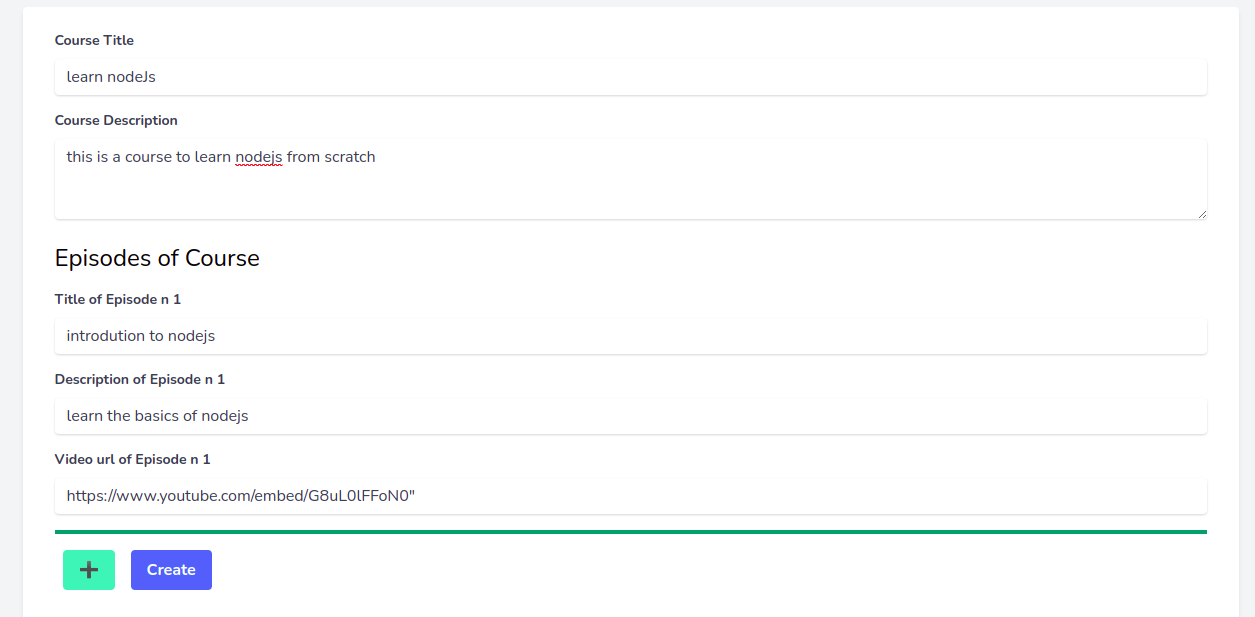 Course Title
learn nodeJs
Course Description
this is a course to learn nodejs from scratch
Episodes of Course
Title of Episode n 1
introdution to nodejs
Description of Episode n 1
learn the basics of nodejs
Video url of Episode n 1
https://www.youtube.com/embed/G8uL0lFFoN0"
Create